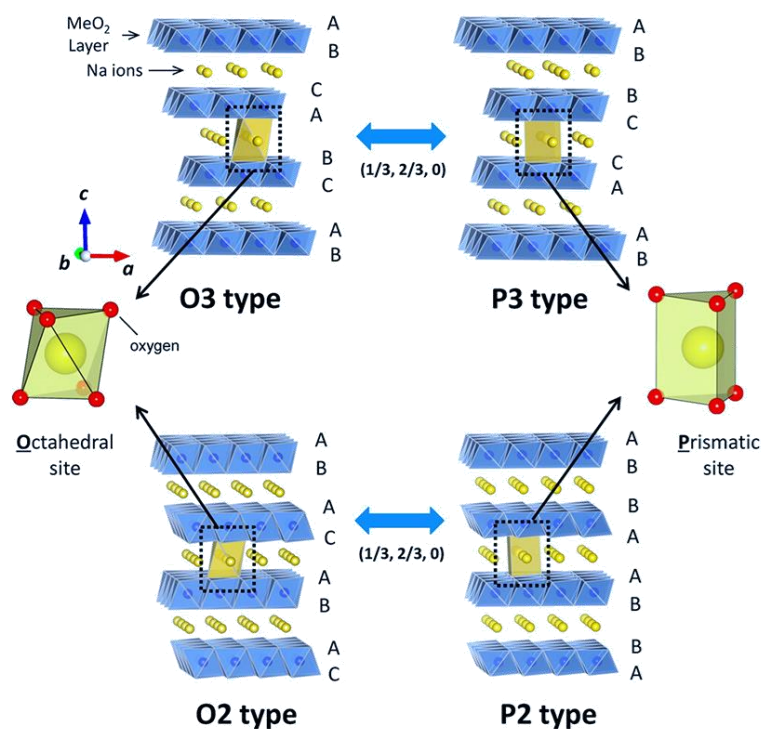 MeO2
Layer
Na ions
A
B
C
A
B
C
A
B
(1/3, 2/3, 0)
A
B
B
C
C
A
A
B
c
b
a
O3 type
P3 type
oxygen
Octahedral
site
Prismatic
site
A
B
A
C
A
B
A
C
(1/3, 2/3, 0)
A
B
B
A
A
B
B
A
O2 type
P2 type